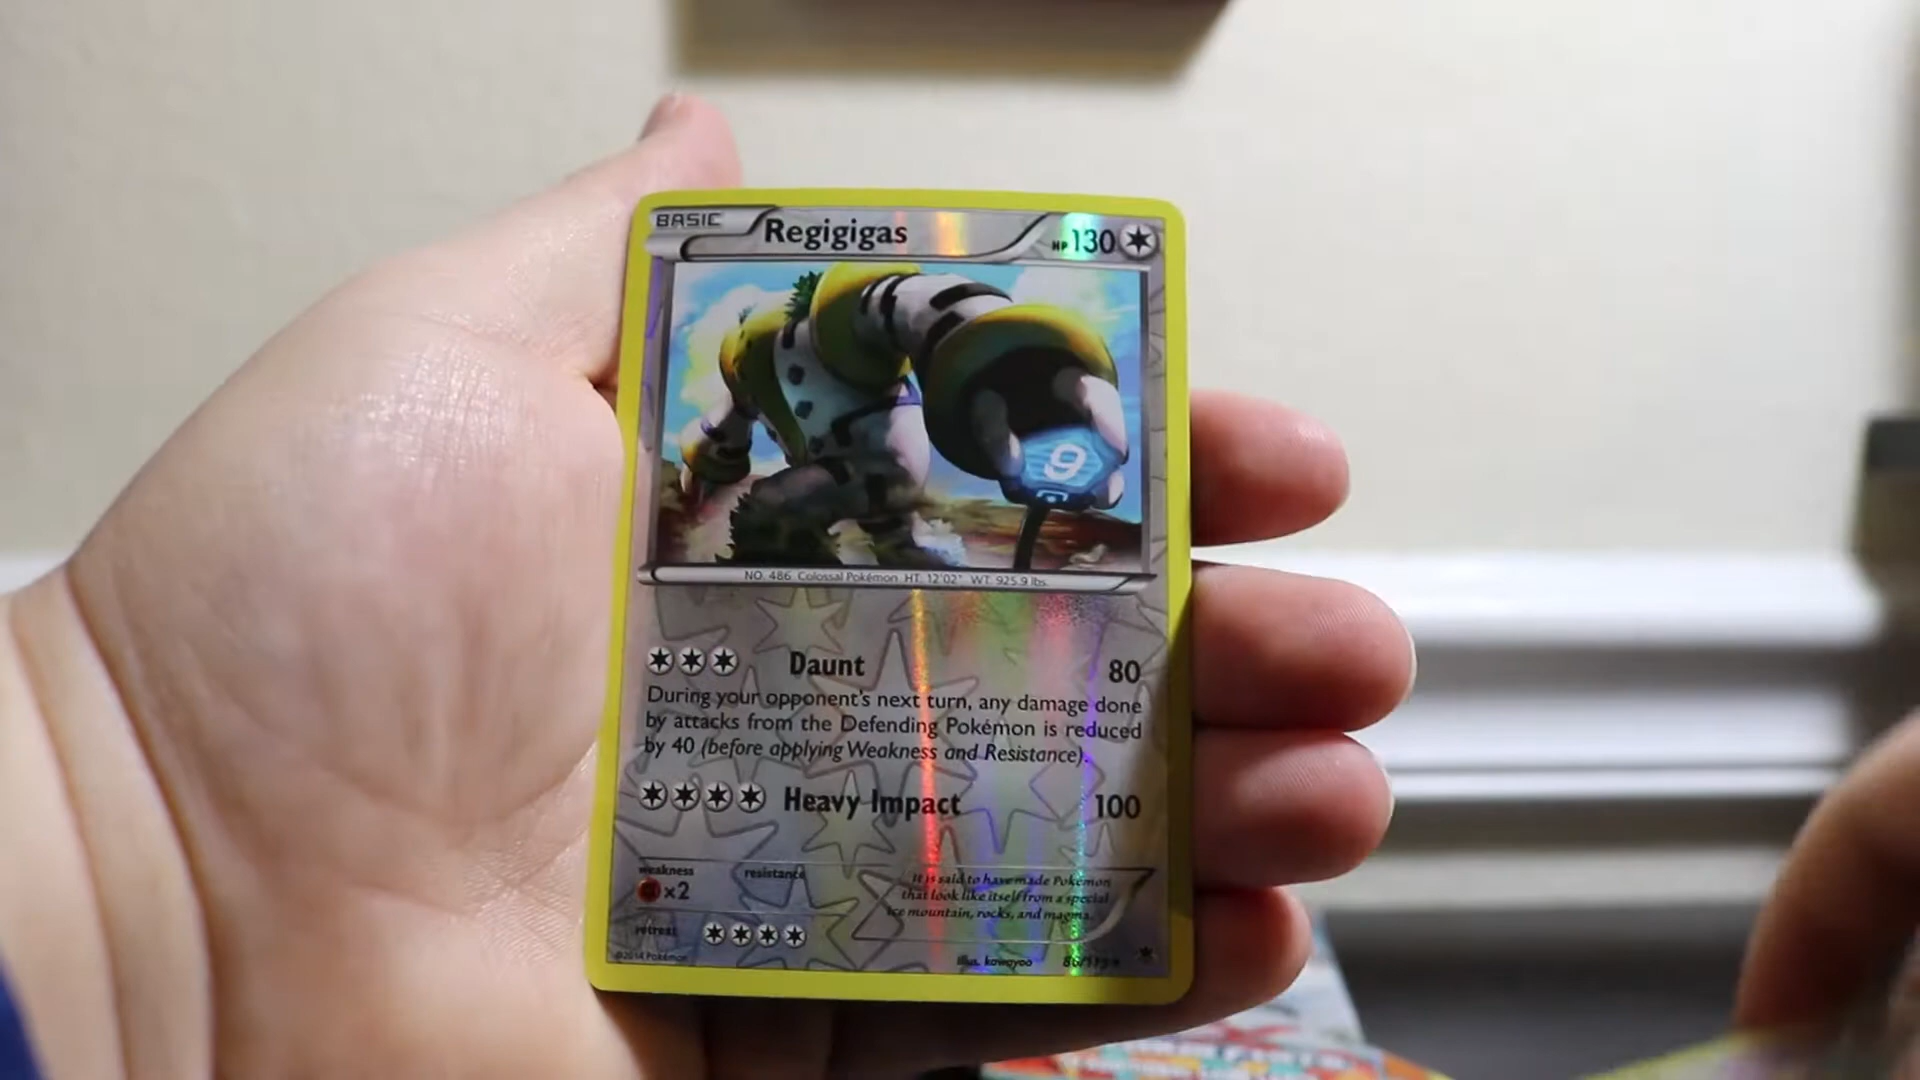 BASIC Regigigas HP 130
9
NO. 486 Colossal Pokémon HT. 12'02" WT. 925.9 lbs.
Daunt 80
During your opponent's next turn, any damage done
by attacks from the Defending Pokémon is reduced
by 40 (before applying Weakness and Resistance).
Heavy Impact 100
weakness resistance
×2
It is said to have made Pokémon
that look like itself from a special
ice mountain, rocks, and magma.
retreat
©2014 Pokémon Illus. kawayoo 86/119